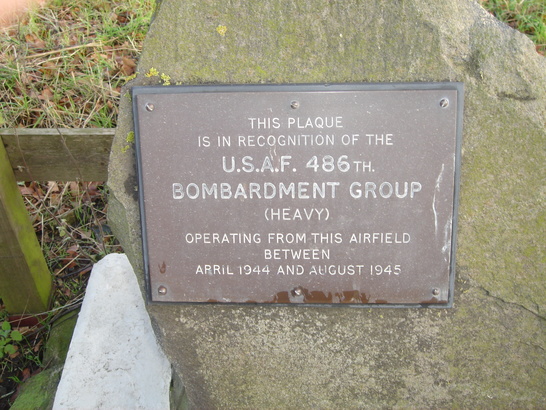 THIS PLAQUE
IS IN RECOGNITION OF THE
U.S.A.F. 486TH.
BOMBARDMENT GROUP
(HEAVY)
OPERATING FROM THIS AIRFIELD
BETWEEN
ARRIL 1944 AND AUGUST 1945